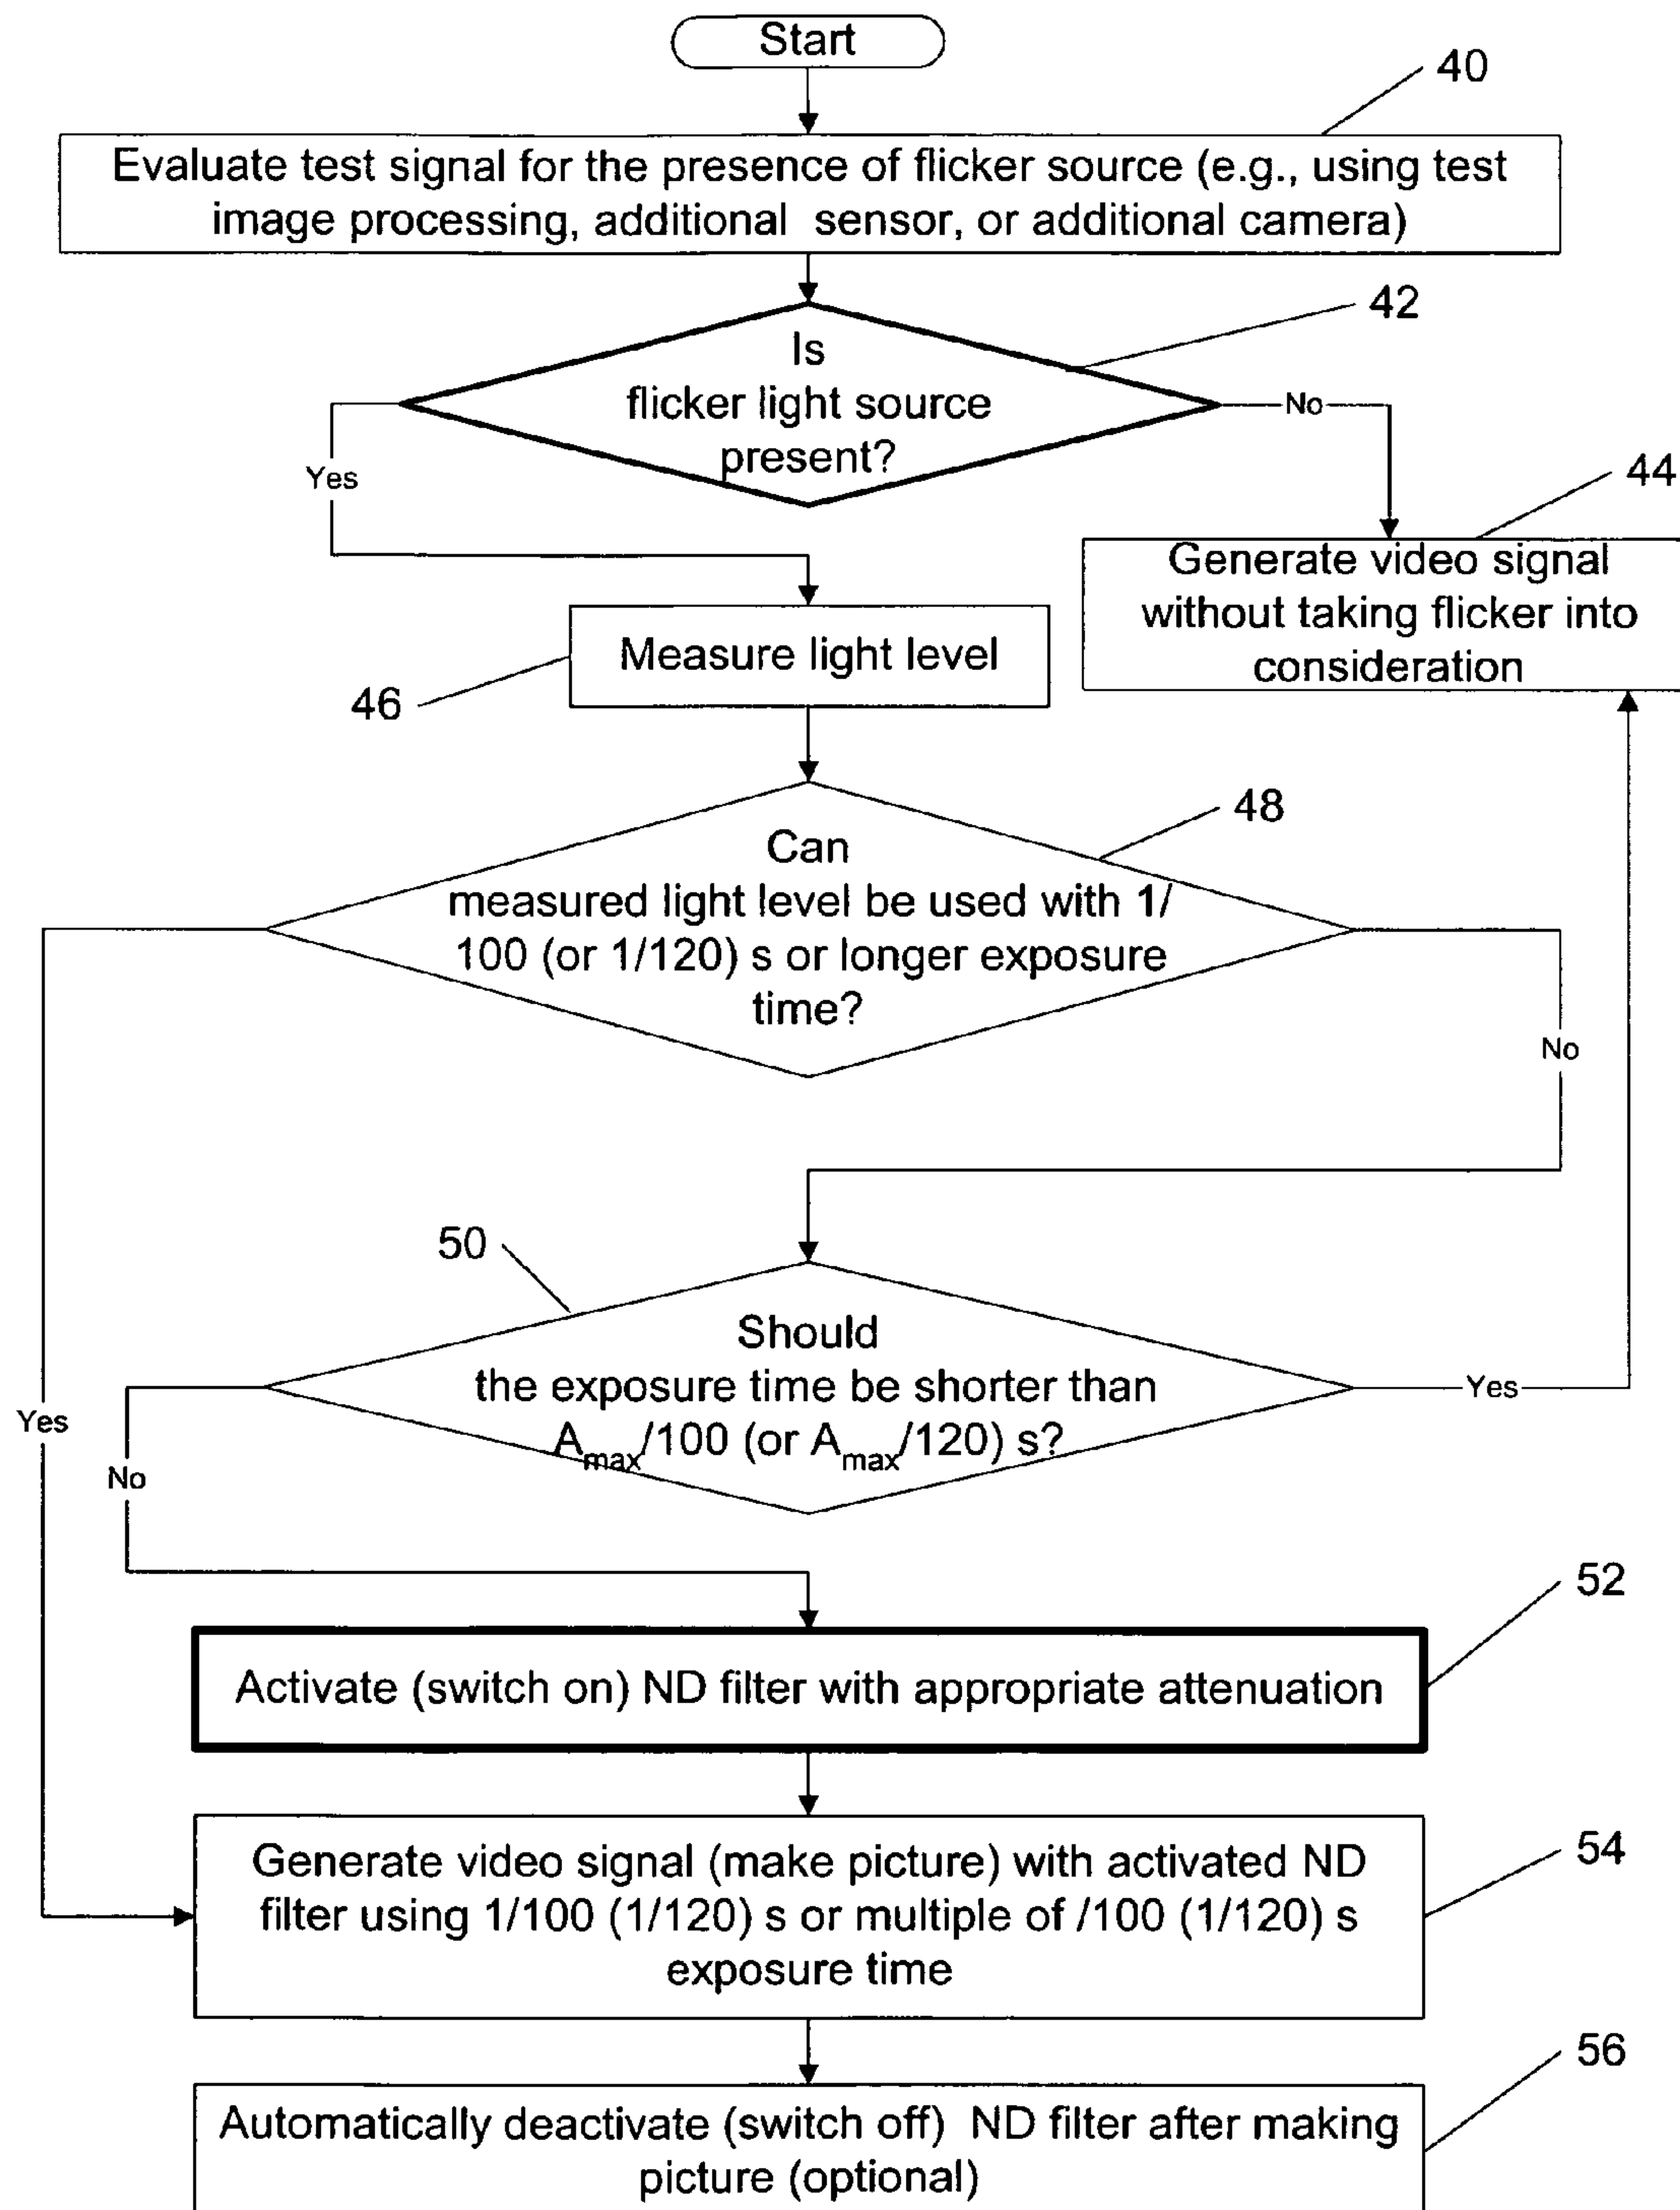 Start
40
Evaluate test signal for the presence of flicker source (e.g., using test
image processing, additional sensor, or additional camera)
42
Is
flicker light source
present?
No
Yes
44
Generate video signal
without taking flicker into
consideration
Measure light level
46
48
Can
measured light level be used with 1/
100 (or 1/120) s or longer exposure
time?
No
50
Should
the exposure time be shorter than
Amax/100 (or Amax/120) s?
Yes
Yes
No
52
Activate (switch on) ND filter with appropriate attenuation
54
Generate video signal (make picture) with activated ND
filter using 1/100 (1/120) s or multiple of /100 (1/120) s
exposure time
56
Automatically deactivate (switch off) ND filter after making
picture (optional)